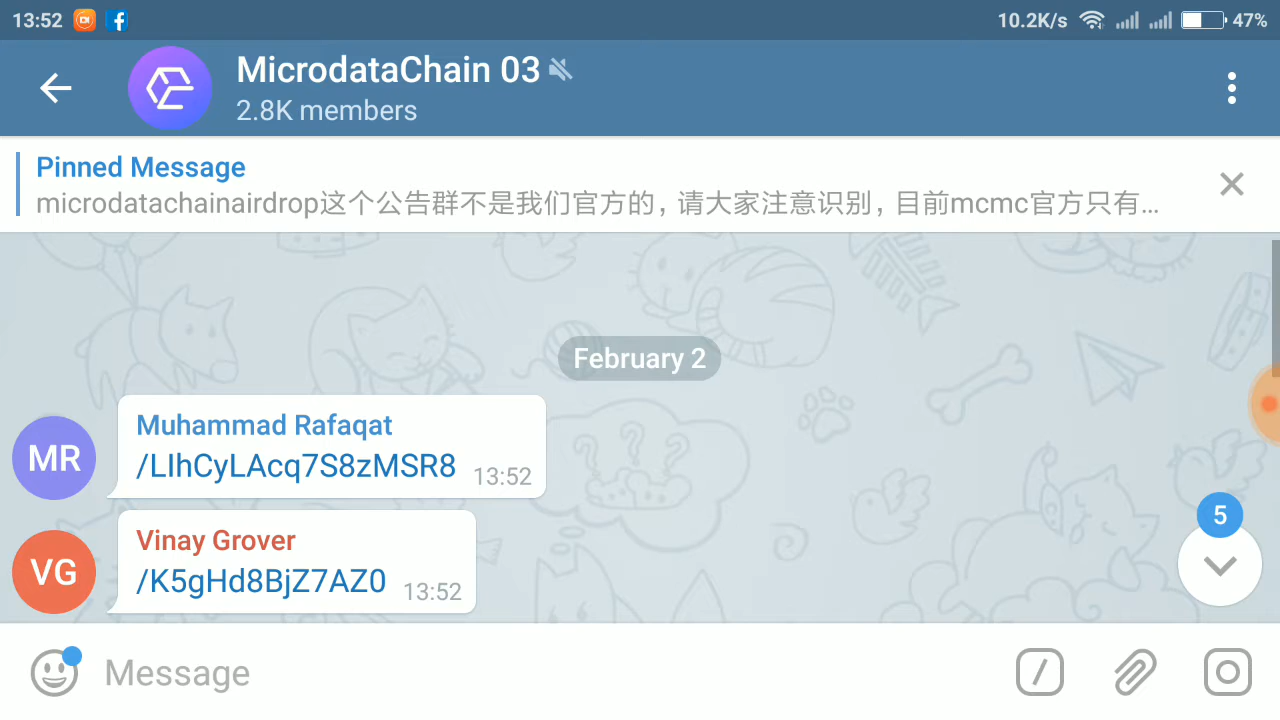 13:52 10.2K/s 47%
MicrodataChain 03
2.8K members
Pinned Message
microdatachainairdrop这个公告群不是我们官方的，请大家注意识别，目前mcmc官方只有...
February 2
MR
Muhammad Rafaqat
/LIhCyLAcq7S8zMSR8 13:52
VG
Vinay Grover
/K5gHd8BjZ7AZ0 13:52
5
Message